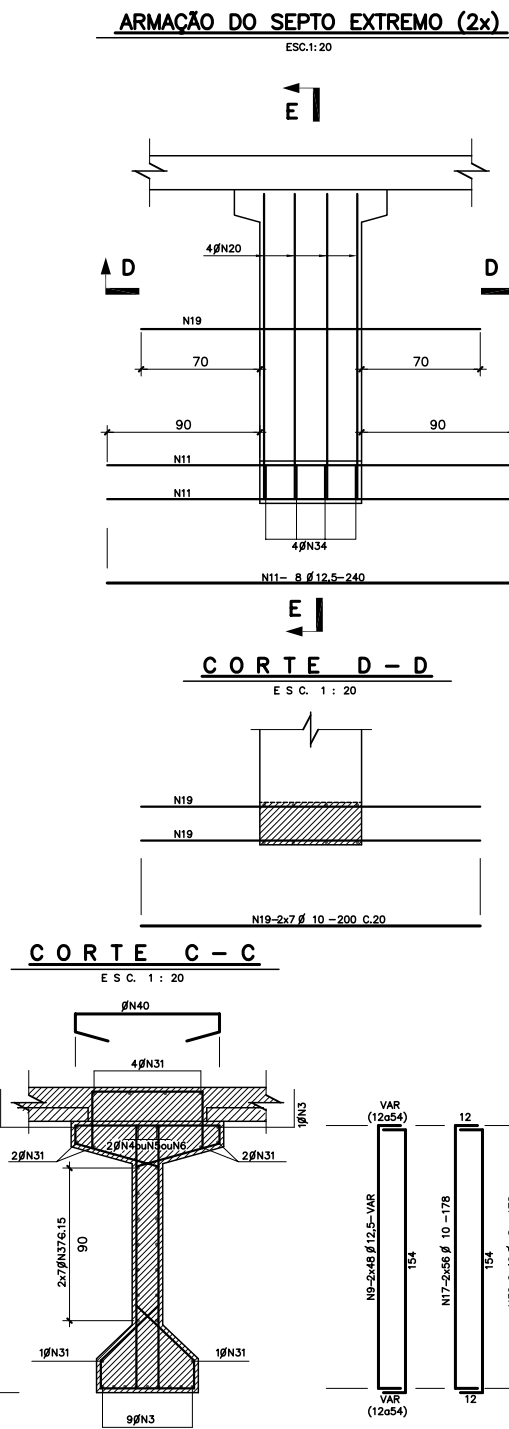 ARMAÇÃO DO SEPTO EXTREMO (2x)
ESC.1:20
E
4ØN20
D
D
N19
70
70
90
90
N11
N11
4ØN34
N11- 8 Ø 12,5-240
E
CORTE D-D
ESC. 1:20
N19
N19
N19-2x7 Ø 10 -200 C.20
CORTE C-C
ESC. 1:20
ØN40
4ØN31
1ØN3
2ØN31
2ØN4ouN5ouN6
2ØN31
2x7ØN37c.15
90
1ØN31
1ØN31
9ØN3
VAR
(12a54)
N9-2x48 Ø 12,5-VAR
154
VAR
(12a54)
12
N17-2x56 Ø 10 -178
154
12